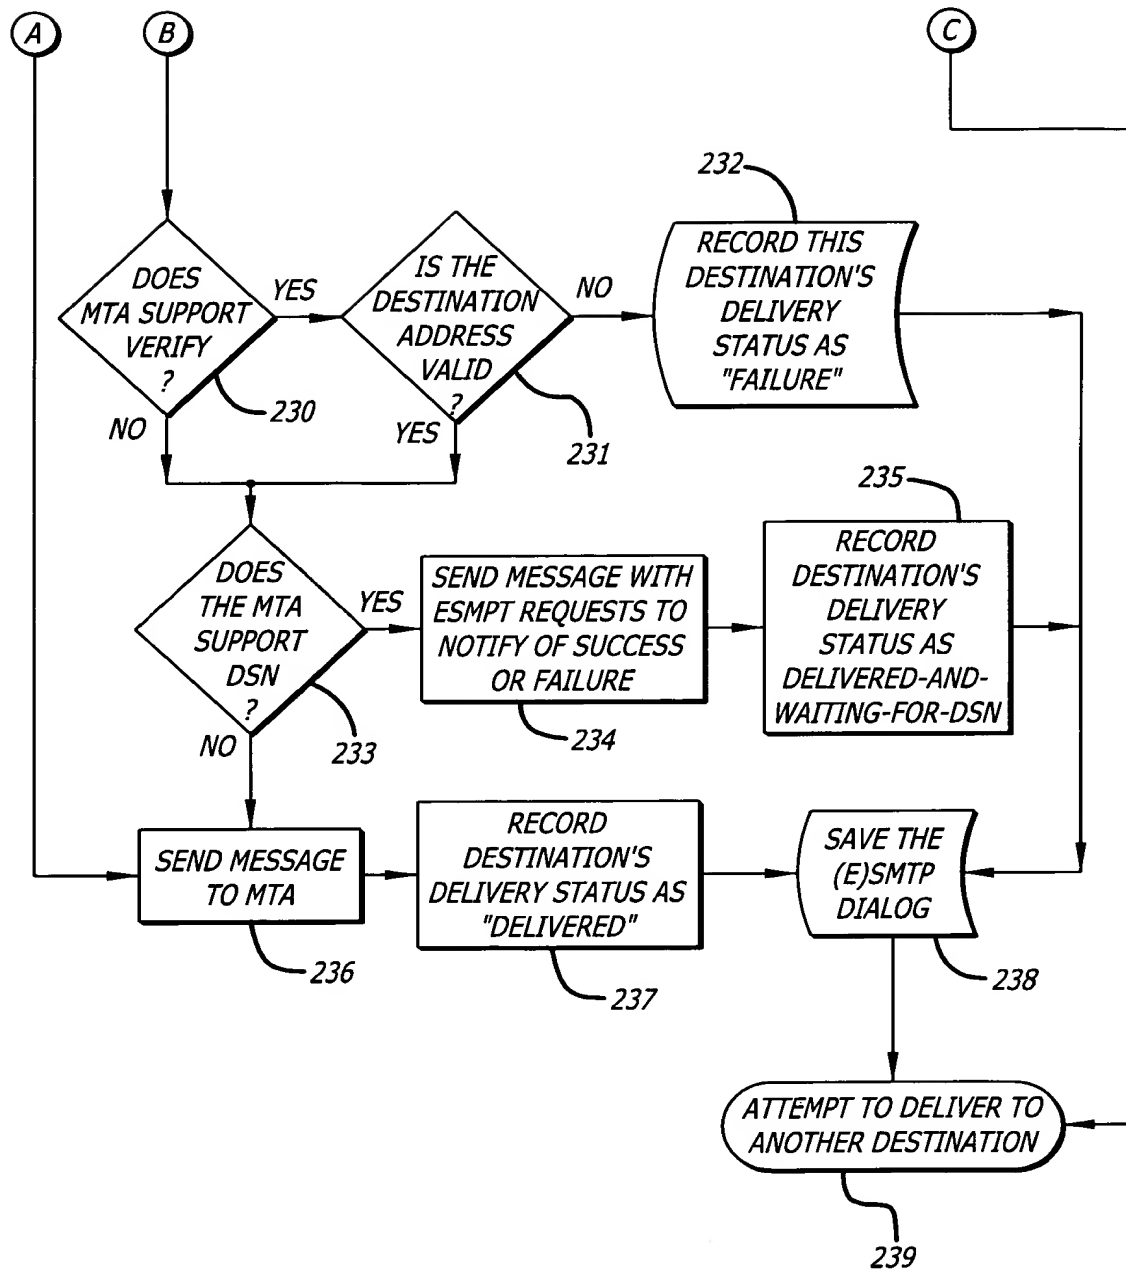 A
B
C
232
DOES
MTA SUPPORT
VERIFY
?
YES
230
NO
IS THE
DESTINATION
ADDRESS
VALID
?
NO
231
YES
RECORD THIS
DESTINATION'S
DELIVERY
STATUS AS
"FAILURE"
DOES
THE MTA
SUPPORT
DSN
?
YES
233
NO
SEND MESSAGE WITH
ESMPT REQUESTS TO
NOTIFY OF SUCCESS
OR FAILURE
234
235
RECORD
DESTINATION'S
DELIVERY
STATUS AS
DELIVERED-AND-
WAITING-FOR-DSN
SEND MESSAGE
TO MTA
236
RECORD
DESTINATION'S
DELIVERY STATUS AS
"DELIVERED"
237
SAVE THE
(E)SMTP
DIALOG
238
ATTEMPT TO DELIVER TO
ANOTHER DESTINATION
239